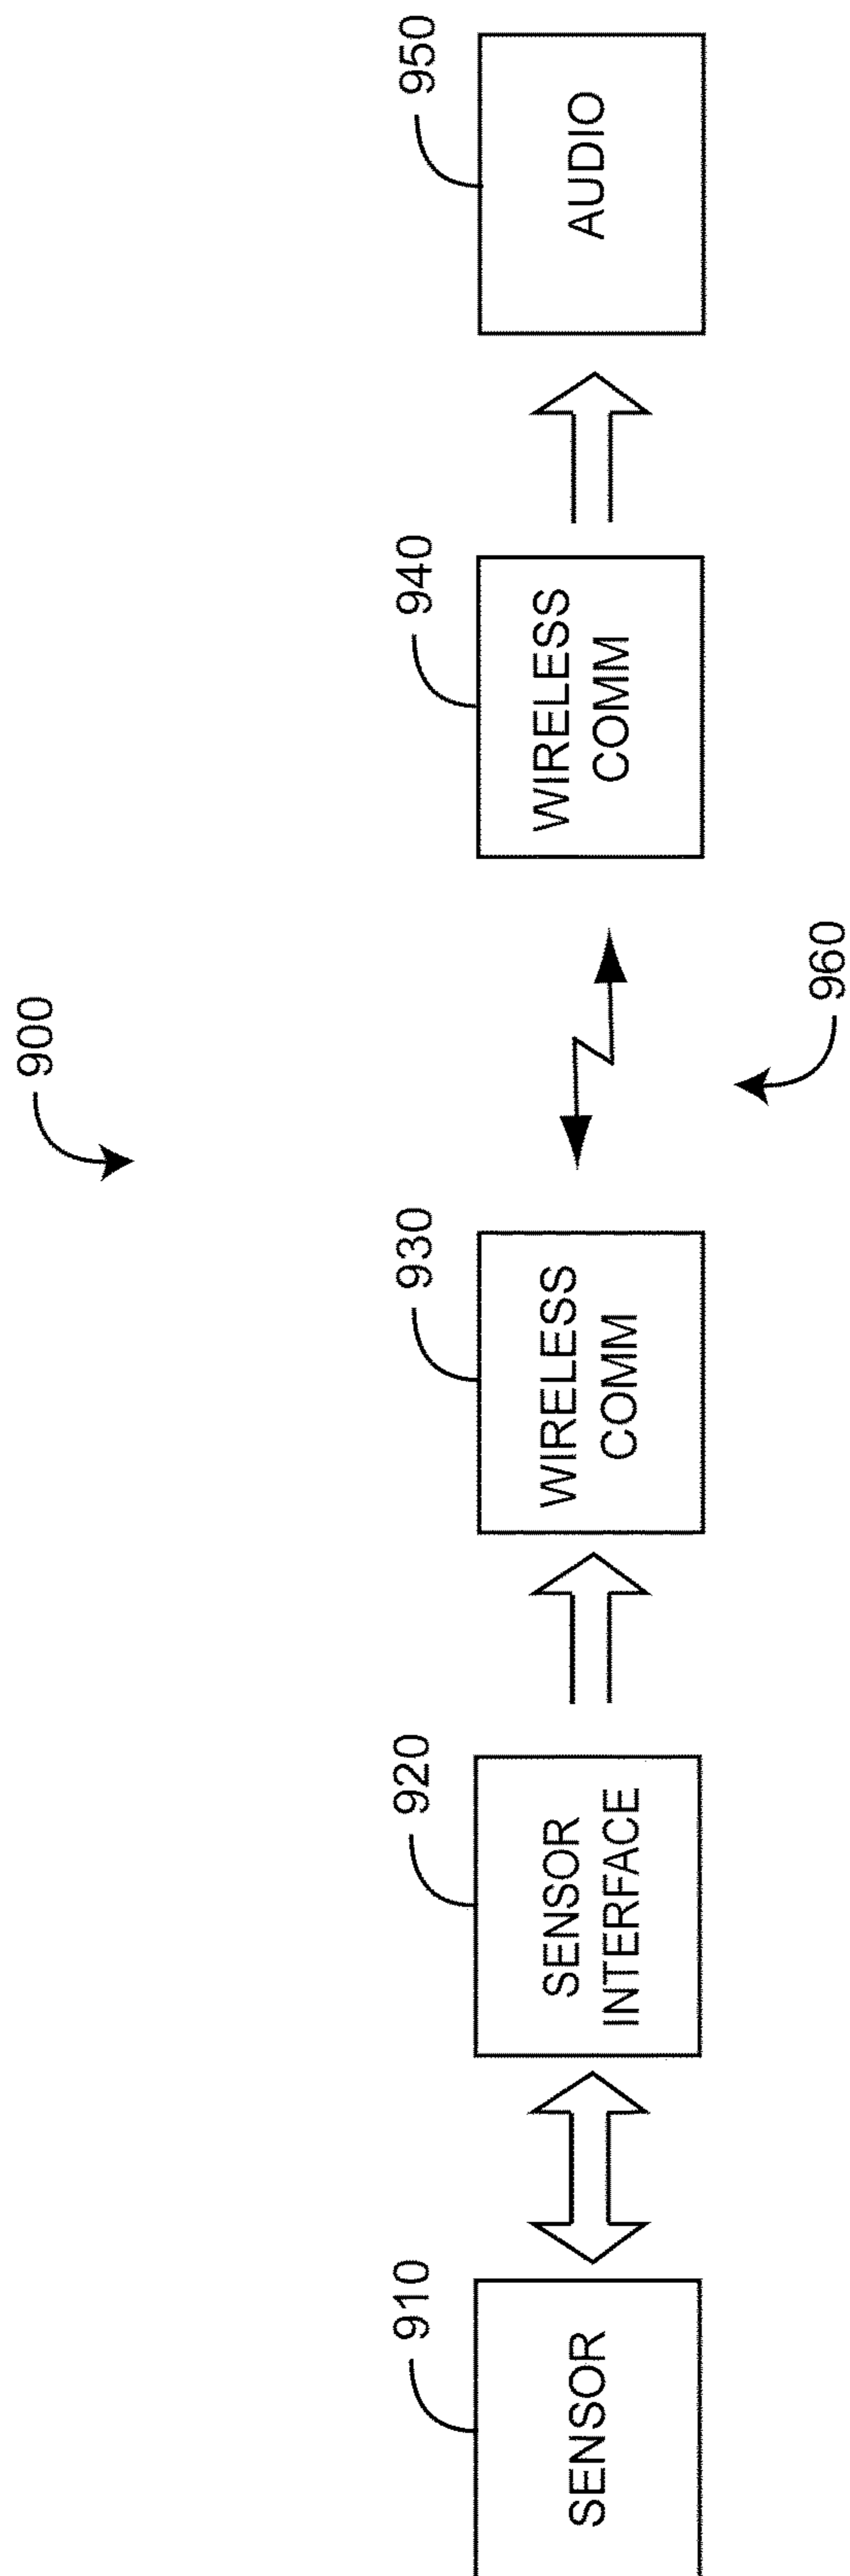 900
910
SENSOR
920
SENSOR
INTERFACE
930
WIRELESS
COMM
960
940
WIRELESS
COMM
950
AUDIO